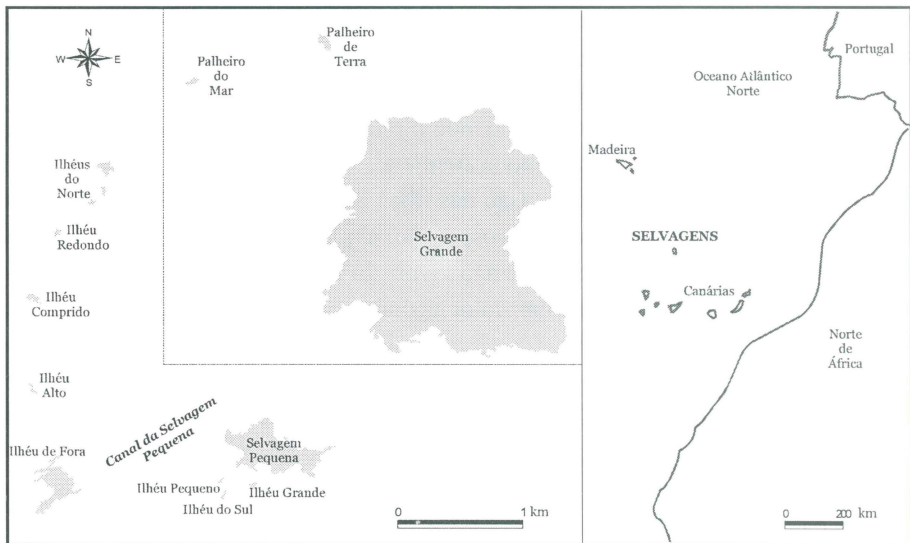 N
W E
S
Palheiro
do
Mar
Palheiro
de
Terra
Ilhéus
do
Norte
Ilhéu
Redondo
Ilhéu
Comprido
Ilhéu
Alto
Ilhéu de Fora
Canal da Selvagem
Pequena
Selvagem
Grande
Selvagem
Pequena
Ilhéu Pequeno
Ilhéu do Sul
Ilhéu Grande
0 1 km
Portugal
Oceano Atlântico
Norte
Madeira
SELVAGENS
Canárias
Norte
de
África
0 200 km